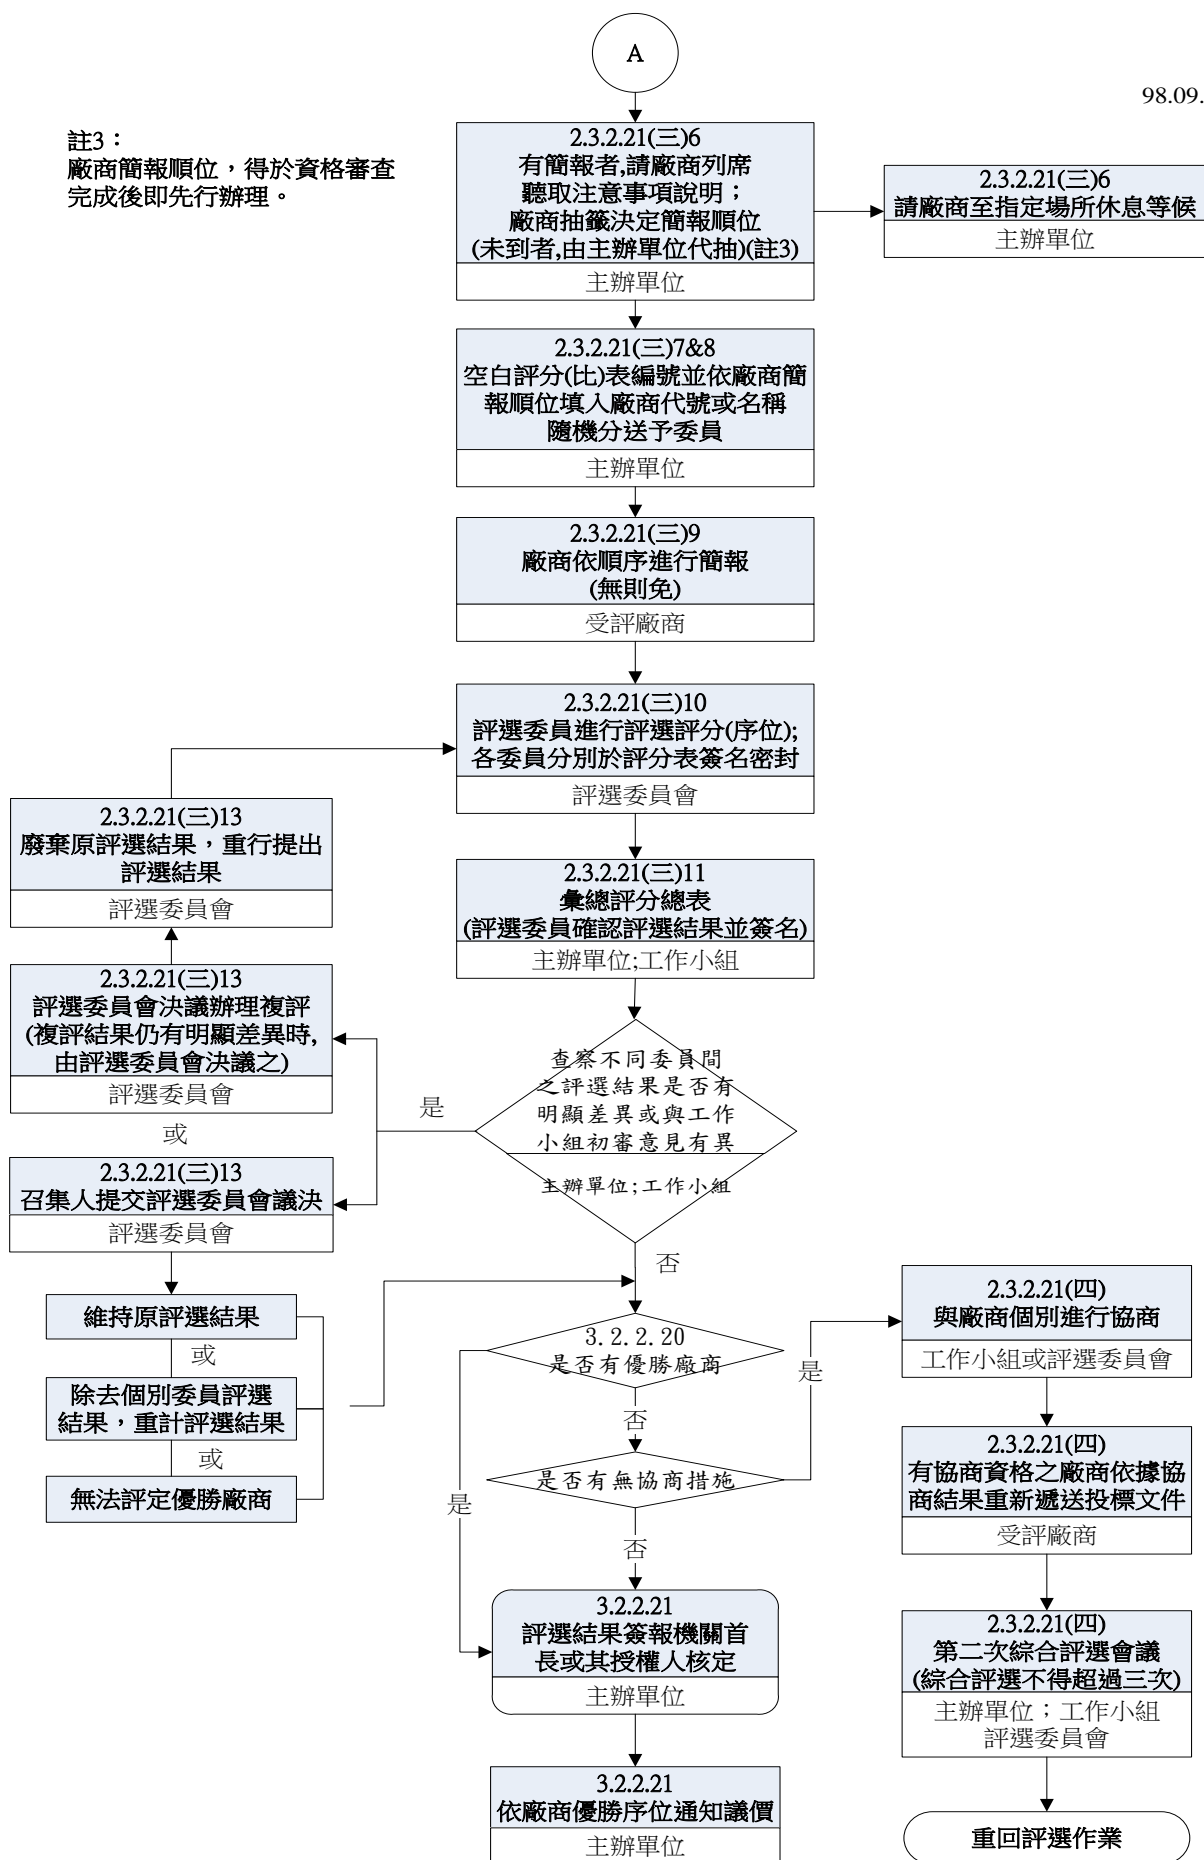 A
98.09.
註3：
廠商簡報順位，得於資格審查
完成後即先行辦理。
2.3.2.21(三)6
有簡報者,請廠商列席
聽取注意事項說明；
廠商抽籤決定簡報順位
(未到者,由主辦單位代抽)(註3)
主辦單位
2.3.2.21(三)6
請廠商至指定場所休息等候
主辦單位
2.3.2.21(三)7&8
空白評分(比)表編號並依廠商簡
報順位填入廠商代號或名稱
隨機分送予委員
主辦單位
2.3.2.21(三)9
廠商依順序進行簡報
(無則免)
受評廠商
2.3.2.21(三)10
評選委員進行評選評分(序位);
各委員分別於評分表簽名密封
評選委員會
2.3.2.21(三)13
廢棄原評選結果，重行提出
評選結果
評選委員會
2.3.2.21(三)11
彙總評分總表
(評選委員確認評選結果並簽名)
主辦單位;工作小組
2.3.2.21(三)13
評選委員會決議辦理複評
(複評結果仍有明顯差異時,
由評選委員會決議之)
評選委員會
或
是
查察不同委員間
之評選結果是否有
明顯差異或與工作
小組初審意見有異
主辦單位;工作小組
2.3.2.21(三)13
召集人提交評選委員會議決
評選委員會
否
維持原評選結果
或
除去個別委員評選
結果，重計評選結果
或
無法評定優勝廠商
3.2.2.20
是否有優勝廠商
否
是
是否有無協商措施
是
否
2.3.2.21(四)
與廠商個別進行協商
工作小組或評選委員會
2.3.2.21(四)
有協商資格之廠商依據協
商結果重新遞送投標文件
受評廠商
3.2.2.21
評選結果簽報機關首
長或其授權人核定
主辦單位
2.3.2.21(四)
第二次綜合評選會議
(綜合評選不得超過三次)
主辦單位；工作小組
評選委員會
3.2.2.21
依廠商優勝序位通知議價
主辦單位
重回評選作業